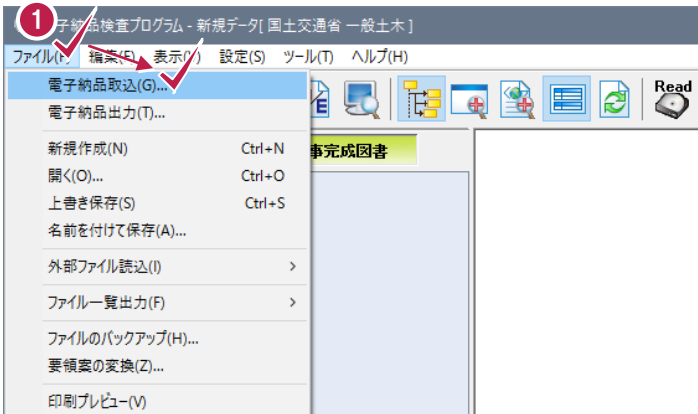 1
子納品検査プログラム - 新規データ[ 国土交通省 一般土木 ]
ファイル(F) 編集(E) 表示(V) 設定(S) ツール(T) ヘルプ(H)
電子納品取込(G)...
電子納品出力(T)...
Read
新規作成(N) Ctrl+N
事完成図書
開く(O)... Ctrl+O
上書き保存(S) Ctrl+S
名前を付けて保存(A)...
外部ファイル読込(I) >
ファイル一覧出力(F) >
ファイルのバックアップ(H)...
要領案の変換(Z)...
印刷プレビュー(V)